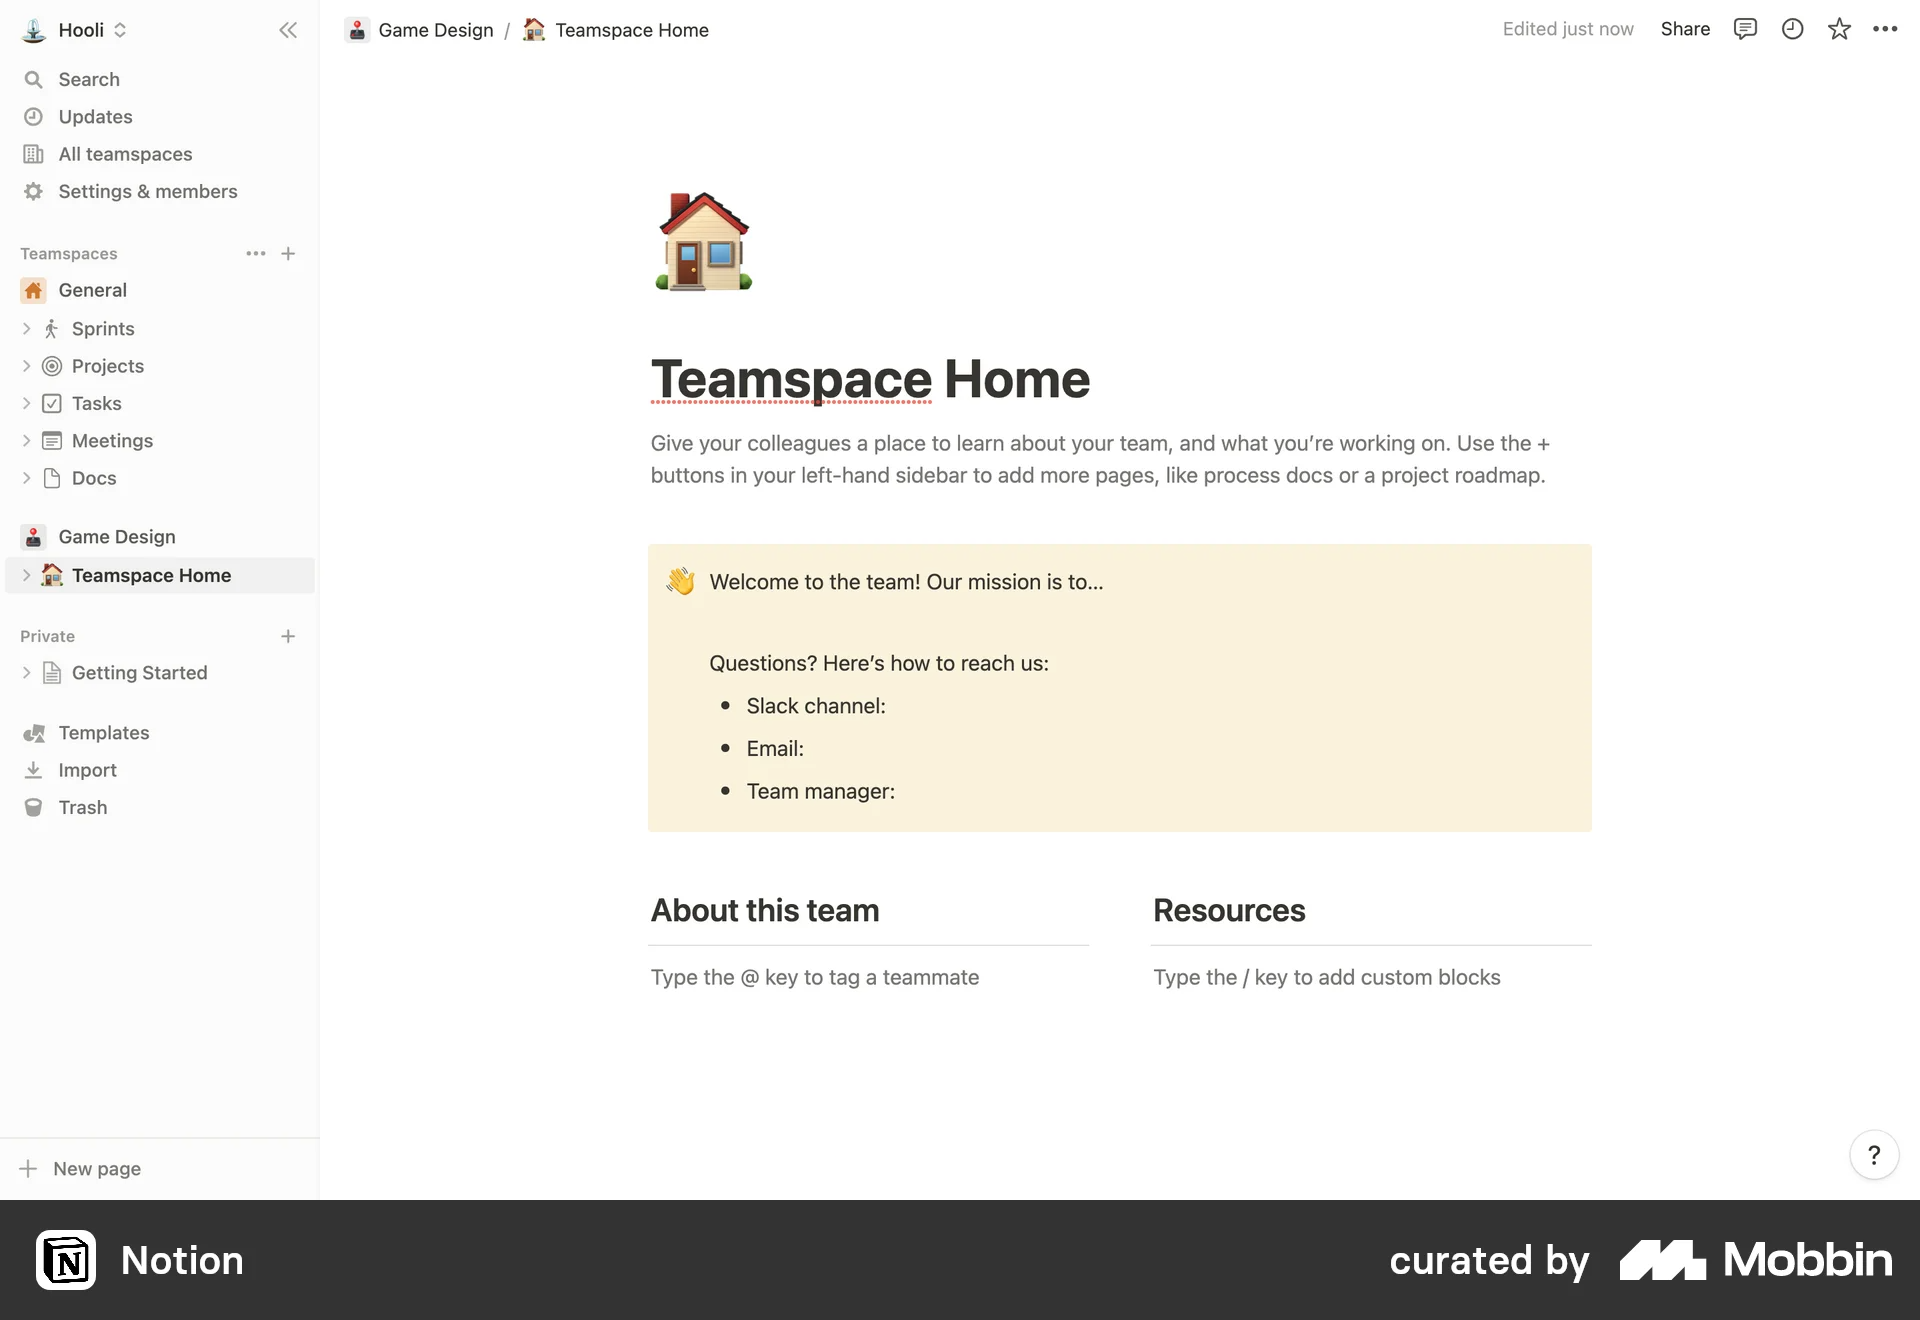 Hooli
Search
Updates
All teamspaces
Settings & members
Teamspaces
General
Sprints
Projects
Tasks
Meetings
Docs
Game Design
Teamspace Home
Private
Getting Started
Templates
Import
Trash
New page
Game Design / Teamspace Home
Edited just now
Share
Teamspace Home
Give your colleagues a place to learn about your team, and what you’re working on. Use the +
buttons in your left-hand sidebar to add more pages, like process docs or a project roadmap.
Welcome to the team! Our mission is to...
Questions? Here’s how to reach us:
• Slack channel:
• Email:
• Team manager:
About this team
Type the @ key to tag a teammate
Resources
Type the / key to add custom blocks
?
N Notion
curated by Mobbin